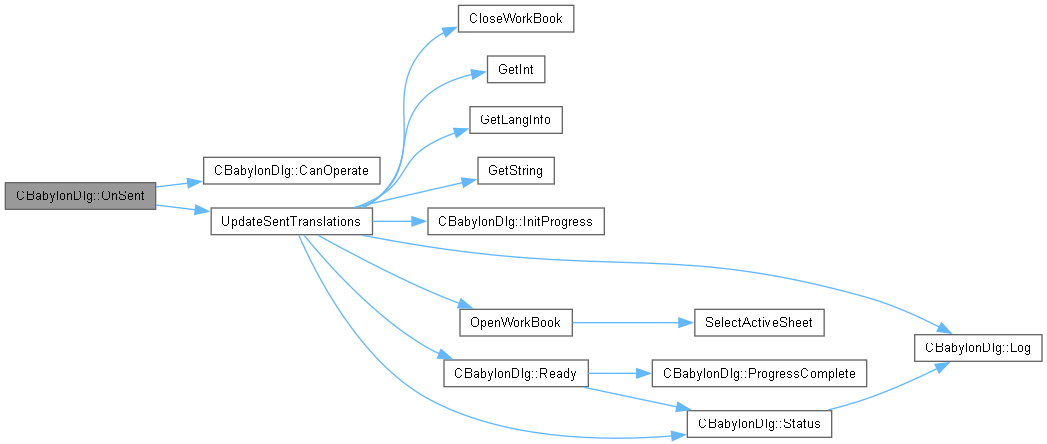 CloseWorkBook
GetInt
GetLangInfo
GetString
CBabylonDlg::CanOperate
CBabylonDlg::OnSent
UpdateSentTranslations
CBabylonDlg::InitProgress
OpenWorkBook
SelectActiveSheet
CBabylonDlg::Log
CBabylonDlg::Ready
CBabylonDlg::ProgressComplete
CBabylonDlg::Status